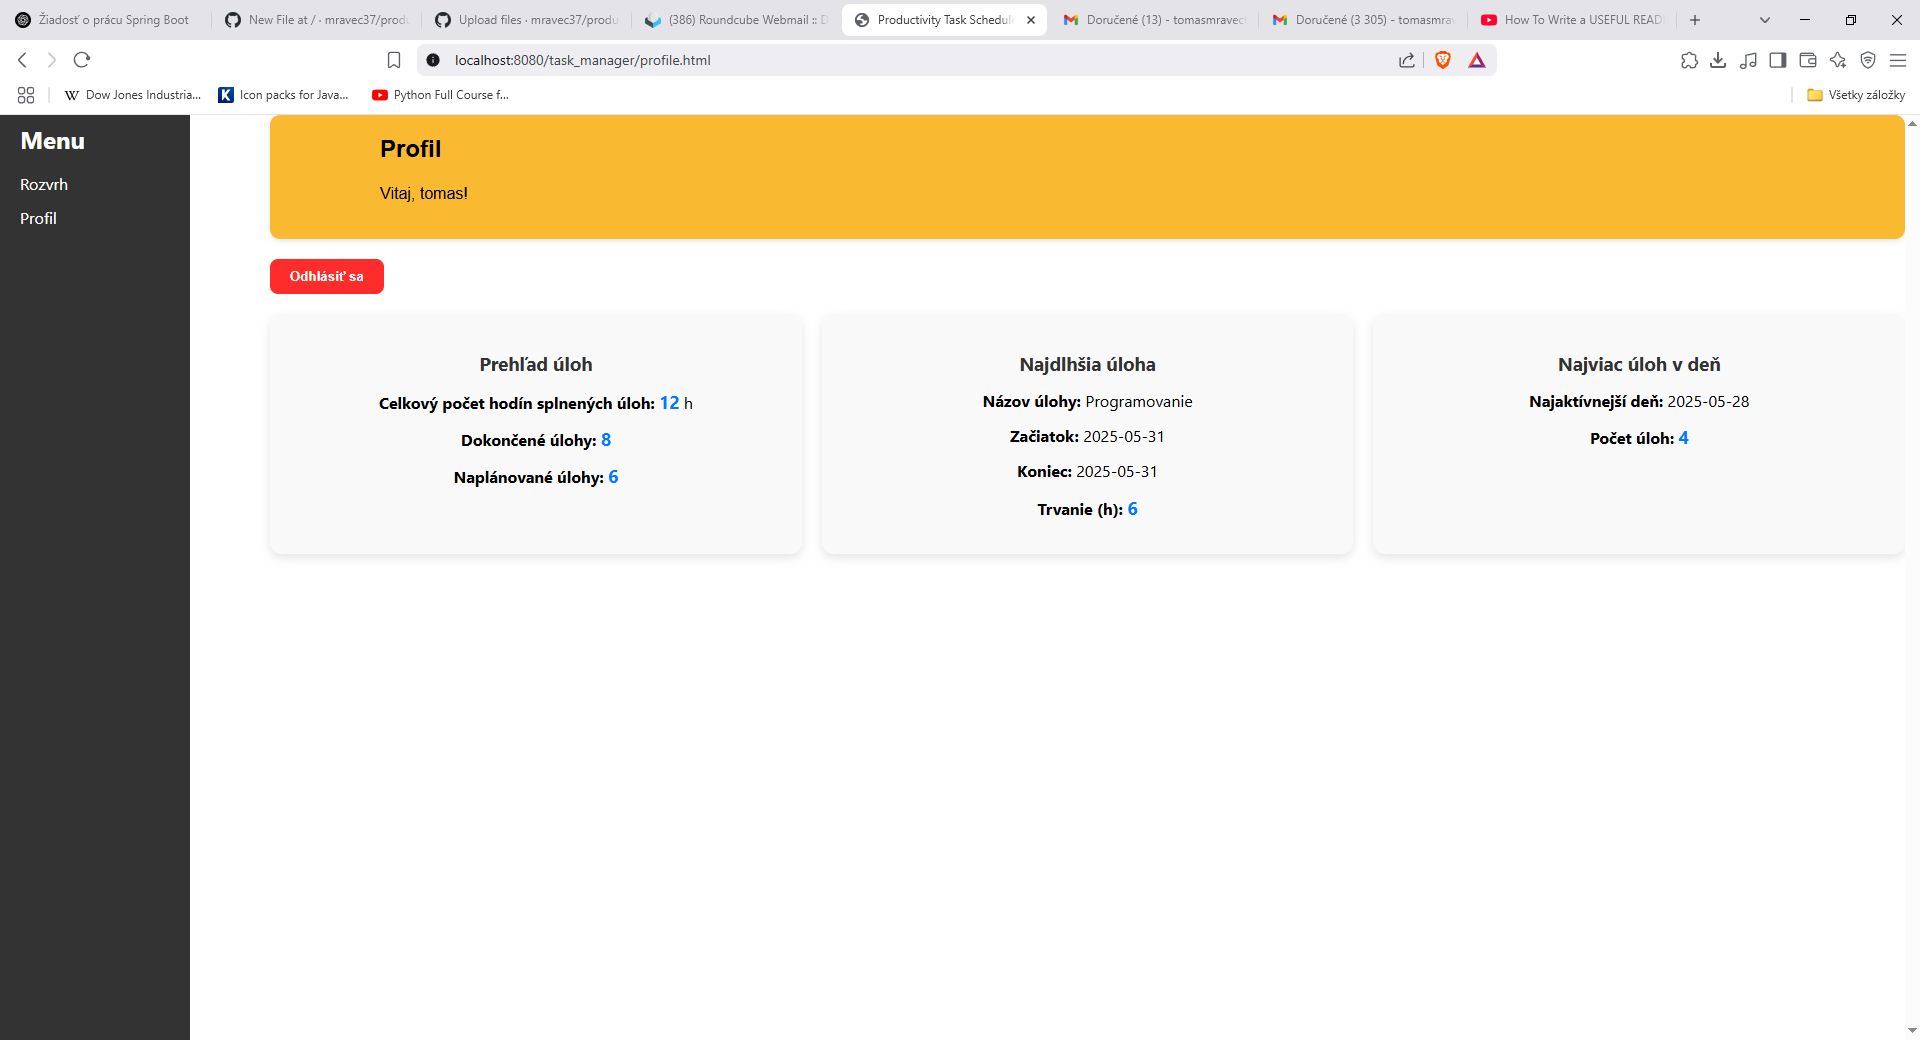 Žiadosť o prácu Spring Boot
New File at / · mravec37/produ
Upload files · mravec37/produ
(386) Roundcube Webmail :: D
Productivity Task Schedul
Doručené (13) - tomasmravec
Doručené (3 305) - tomasmrav
How To Write a USEFUL READ
localhost:8080/task_manager/profile.html
Dow Jones Industria...
Icon packs for Java...
Python Full Course f...
Všetky záložky
Menu
Rozvrh
Profil
Profil
Vitaj, tomas!
Odhlásiť sa
Prehľad úloh
Celkový počet hodín splnených úloh: 12 h
Dokončené úlohy: 8
Naplánované úlohy: 6
Najdlhšia úloha
Názov úlohy: Programovanie
Začiatok: 2025-05-31
Koniec: 2025-05-31
Trvanie (h): 6
Najviac úloh v deň
Najaktívnejší deň: 2025-05-28
Počet úloh: 4